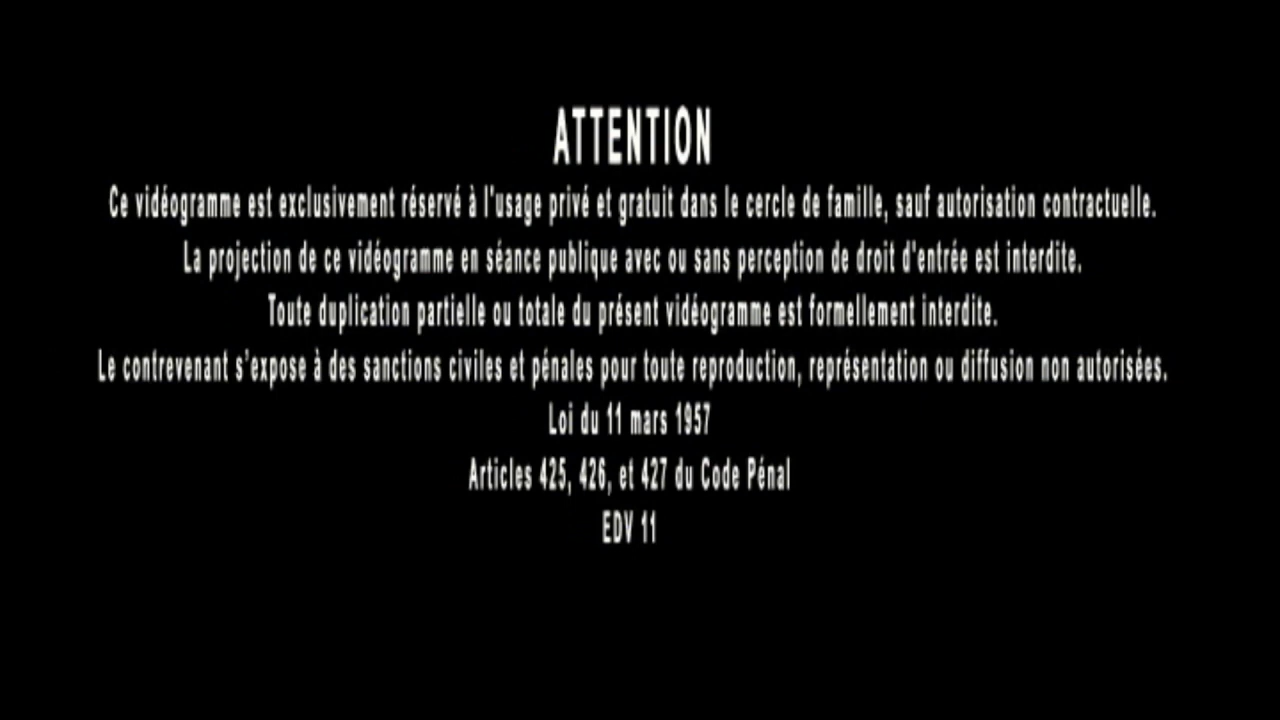 ATTENTION
Ce vidéogramme est exclusivement réservé à l'usage privé et gratuit dans le cercle de famille, sauf autorisation contractuelle.
La projection de ce vidéogramme en séance publique avec ou sans perception de droit d'entrée est interdite.
Toute duplication partielle ou totale du présent vidéogramme est formellement interdite.
Le contrevenant s'expose à des sanctions civiles et pénales pour toute reproduction, représentation ou diffusion non autorisées.
Loi du 11 mars 1957
Articles 425, 426, et 427 du Code Pénal
EDV 11